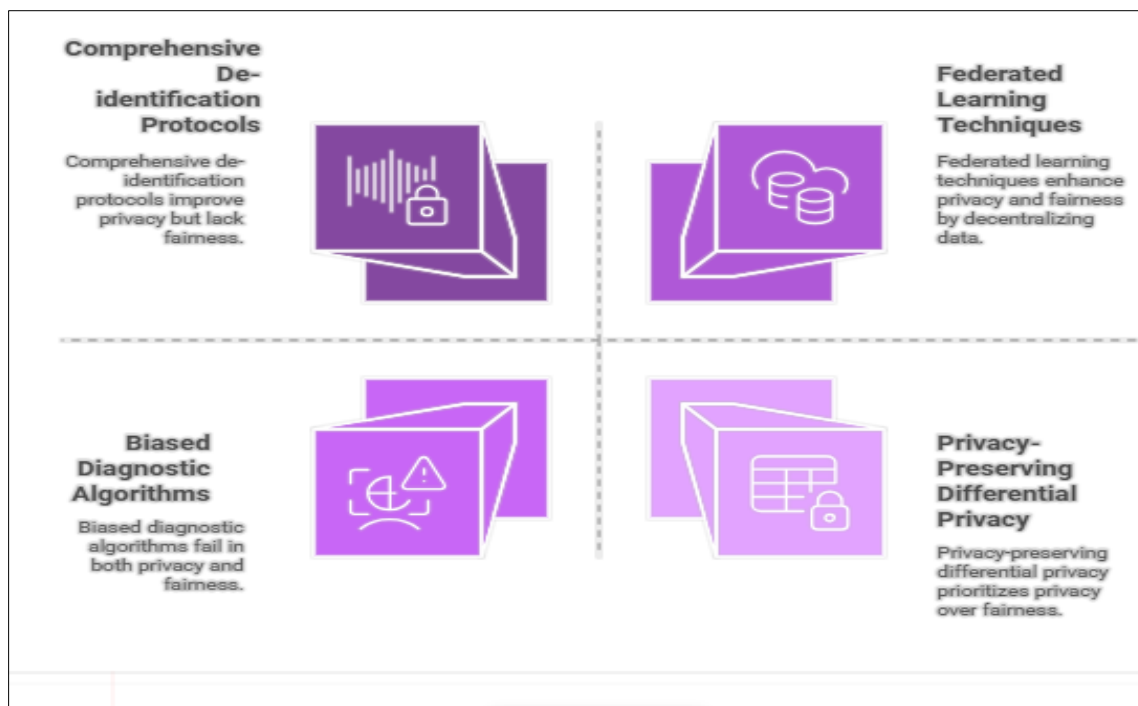 Comprehensive
De-
identification
Protocols
Comprehensive de-
identification
protocols improve
privacy but lack
fairness.
Federated
Learning
Techniques
Federated learning
techniques enhance
privacy and fairness
by decentralizing
data.
Biased
Diagnostic
Algorithms
Biased diagnostic
algorithms fail in
both privacy and
fairness.
Privacy-
Preserving
Differential
Privacy
Privacy-preserving
differential privacy
prioritizes privacy
over fairness.